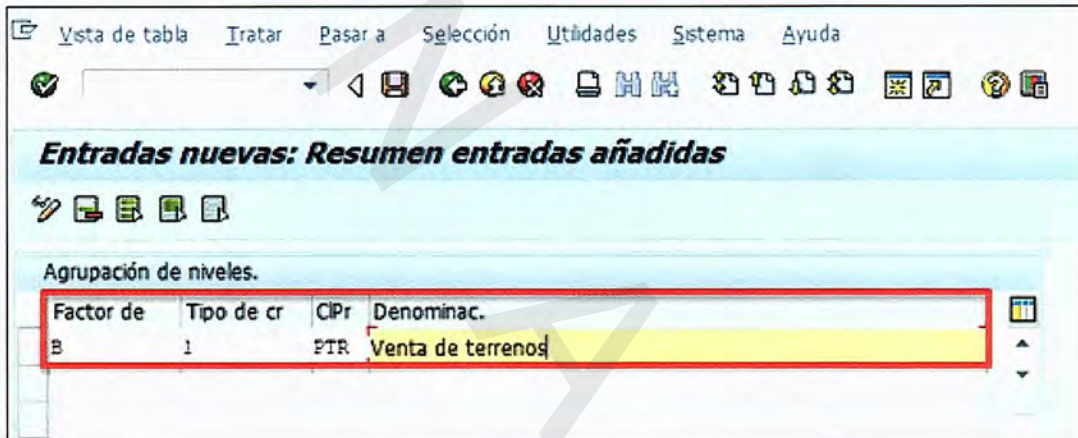 Vista de tabla Tratar Pasar a Selección Utilidades Sistema Ayuda
Entradas nuevas: Resumen entradas añadidas
Agrupación de niveles.
Factor de Tipo de cr ClPr Denominac.
B 1 PTR Venta de terrenos